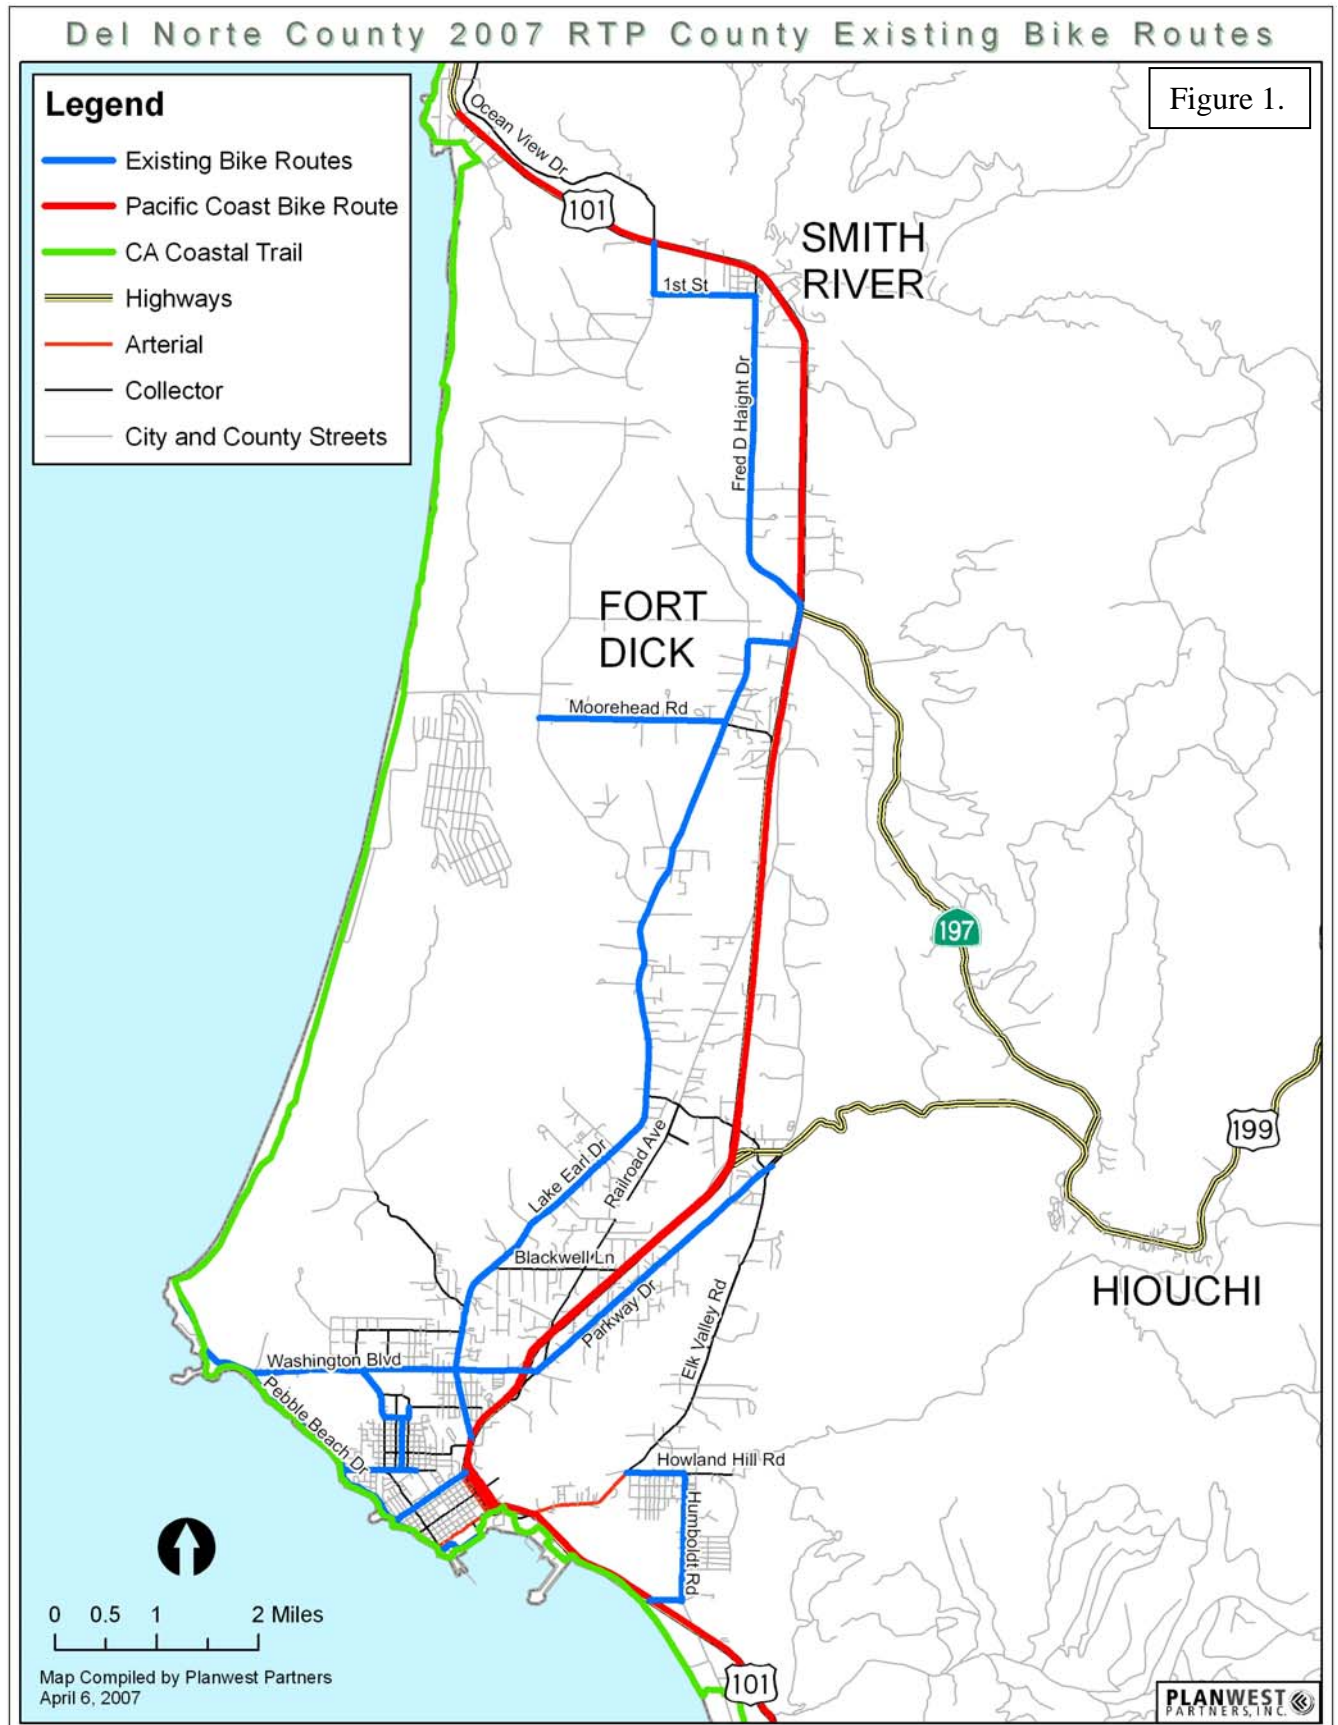 Del Norte County 2007 RTP County Existing Bike Routes
Figure 1.
Legend
Existing Bike Routes
Pacific Coast Bike Route
CA Coastal Trail
Highways
Arterial
Collector
City and County Streets
Ocean View Dr
101
SMITH
RIVER
1st St
Fred D Haight Dr
FORT
DICK
Moorehead Rd
197
199
Lake Earl Dr
Railroad Ave
Blackwell Ln
HIOUCHI
Parkway Dr
Elk Valley Rd
Washington Blvd
Pebble Beach Dr
Howland Hill Rd
Humboldt Rd
0 0.5 1 2 Miles
Map Compiled by Planwest Partners
April 6, 2007
101
PLANWEST
PARTNERS, INC.